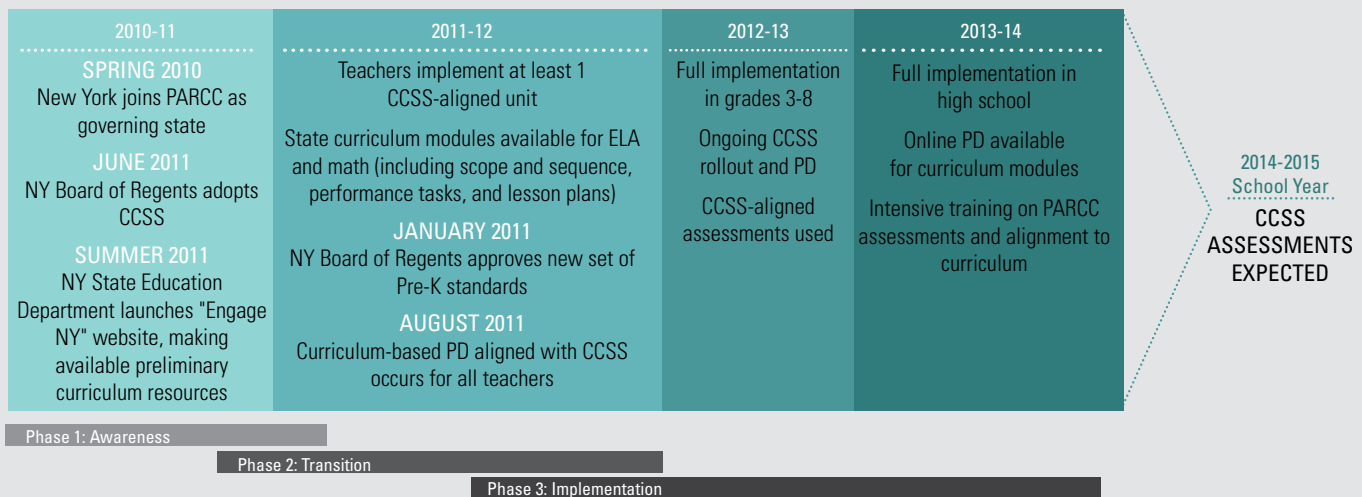 2010-11
SPRING 2010
New York joins PARCC as
governing state
JUNE 2011
NY Board of Regents adopts
CCSS
SUMMER 2011
NY State Education
Department launches "Engage
NY" website, making
available preliminary
curriculum resources
2011-12
Teachers implement at least 1
CCSS-aligned unit
State curriculum modules available for ELA
and math (including scope and sequence,
performance tasks, and lesson plans)
JANUARY 2011
NY Board of Regents approves new set of
Pre-K standards
AUGUST 2011
Curriculum-based PD aligned with CCSS
occurs for all teachers
2012-13
Full implementation
in grades 3-8
Ongoing CCSS
rollout and PD
CCSS-aligned
assessments used
2013-14
Full implementation in
high school
Online PD available
for curriculum modules
Intensive training on PARCC
assessments and alignment to
curriculum
2014-2015
School Year
CCSS
ASSESSMENTS
EXPECTED
Phase 1: Awareness
Phase 2: Transition
Phase 3: Implementation